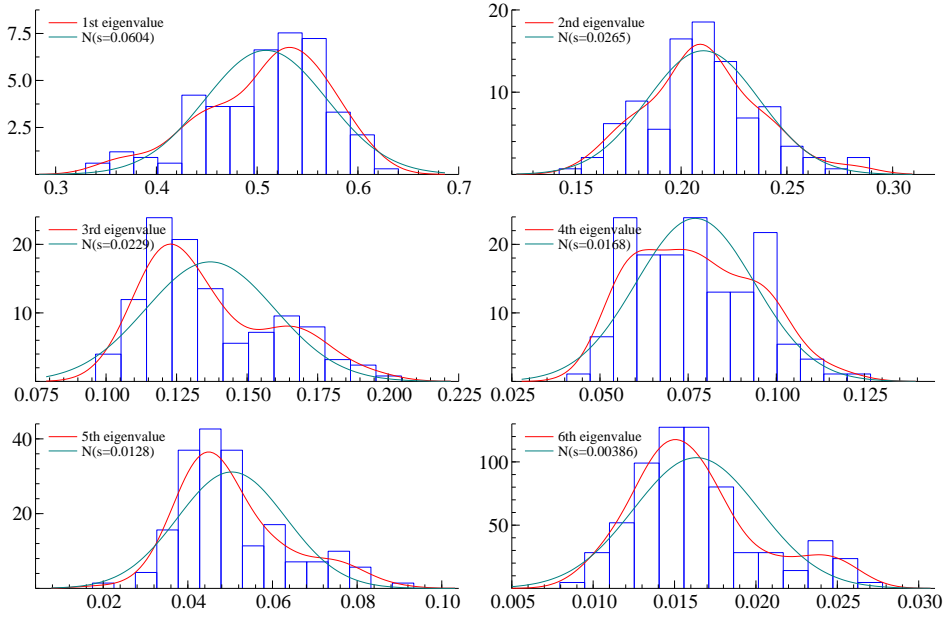 1st eigenvalue
N(s=0.0604)
7.5
5.0
2.5
0.3 0.4 0.5 0.6 0.7
2nd eigenvalue
N(s=0.0265)
20
10
0.15 0.20 0.25 0.30
3rd eigenvalue
N(s=0.0229)
20
10
0.075 0.100 0.125 0.150 0.175 0.200 0.225
4th eigenvalue
N(s=0.0168)
20
10
0.025 0.050 0.075 0.100 0.125
5th eigenvalue
N(s=0.0128)
40
20
0.02 0.04 0.06 0.08 0.10
6th eigenvalue
N(s=0.00386)
100
50
0.005 0.010 0.015 0.020 0.025 0.030